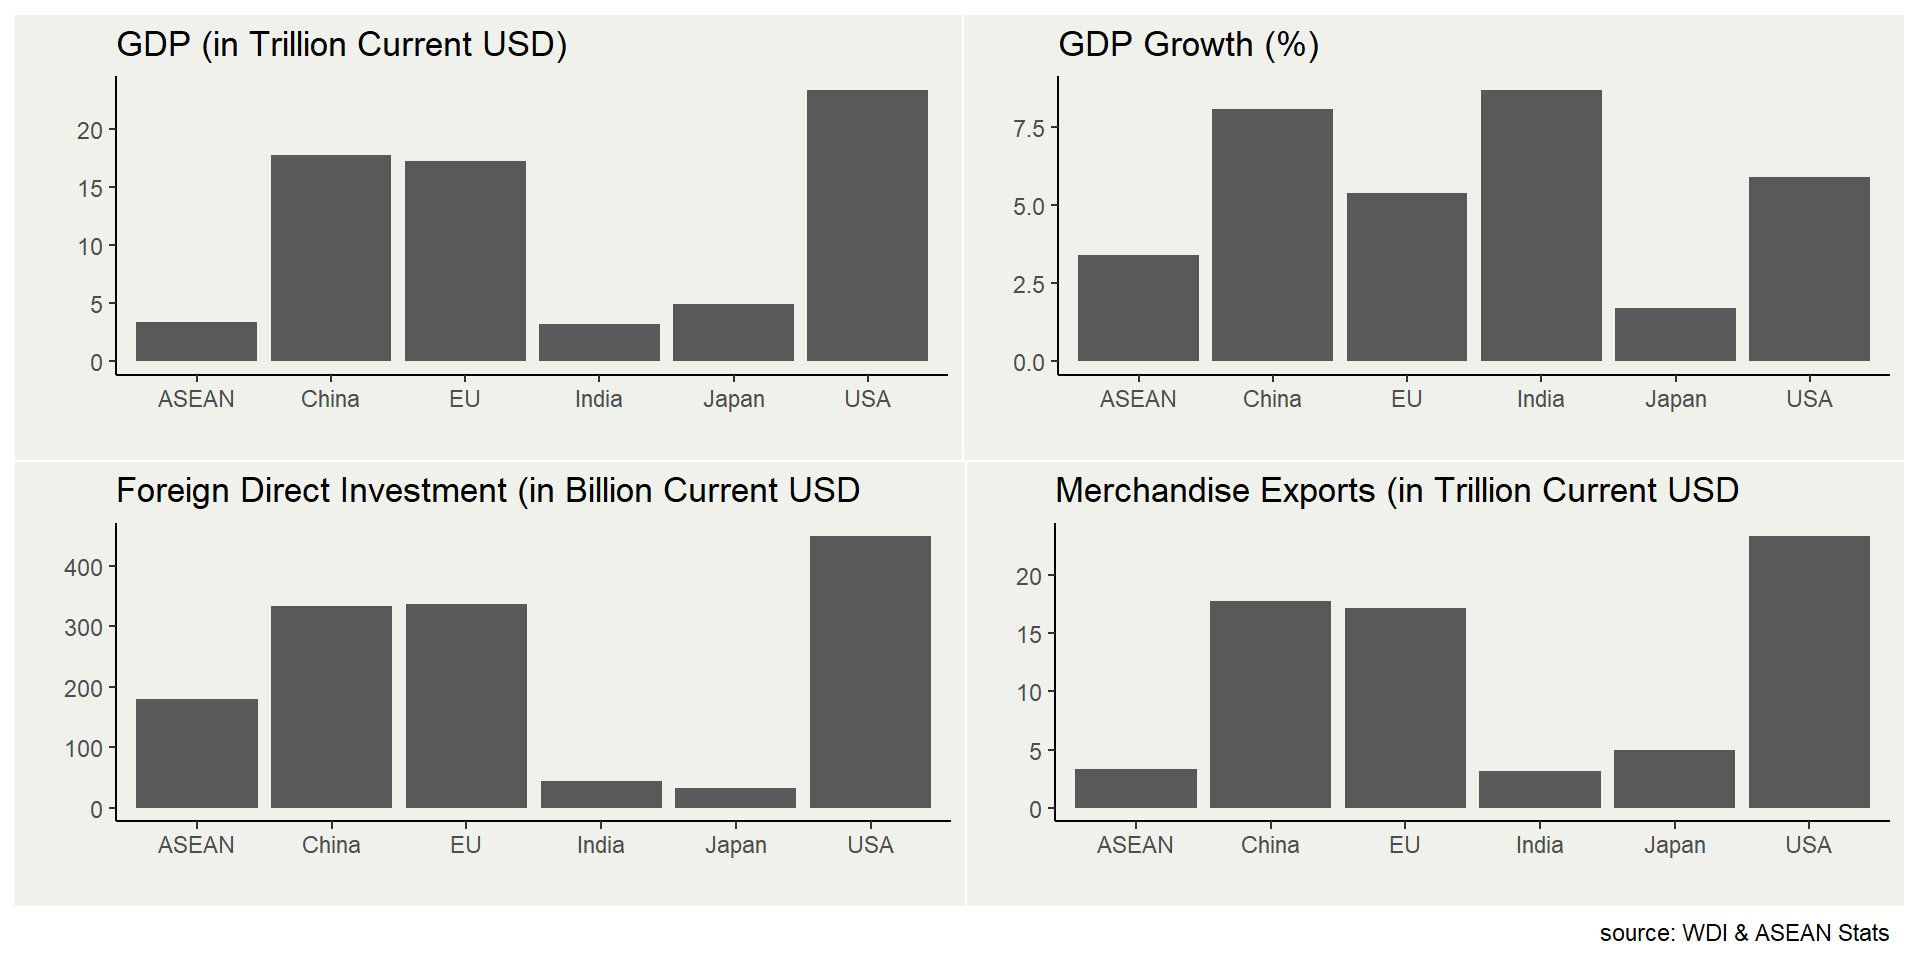 GDP (in Trillion Current USD)
20
15
10
5
0
ASEAN China EU India Japan USA
GDP Growth (%)
7.5
5.0
2.5
0.0
ASEAN China EU India Japan USA
Foreign Direct Investment (in Billion Current USD
400
300
200
100
0
ASEAN China EU India Japan USA
Merchandise Exports (in Trillion Current USD
20
15
10
5
0
ASEAN China EU India Japan USA
source: WDI & ASEAN Stats